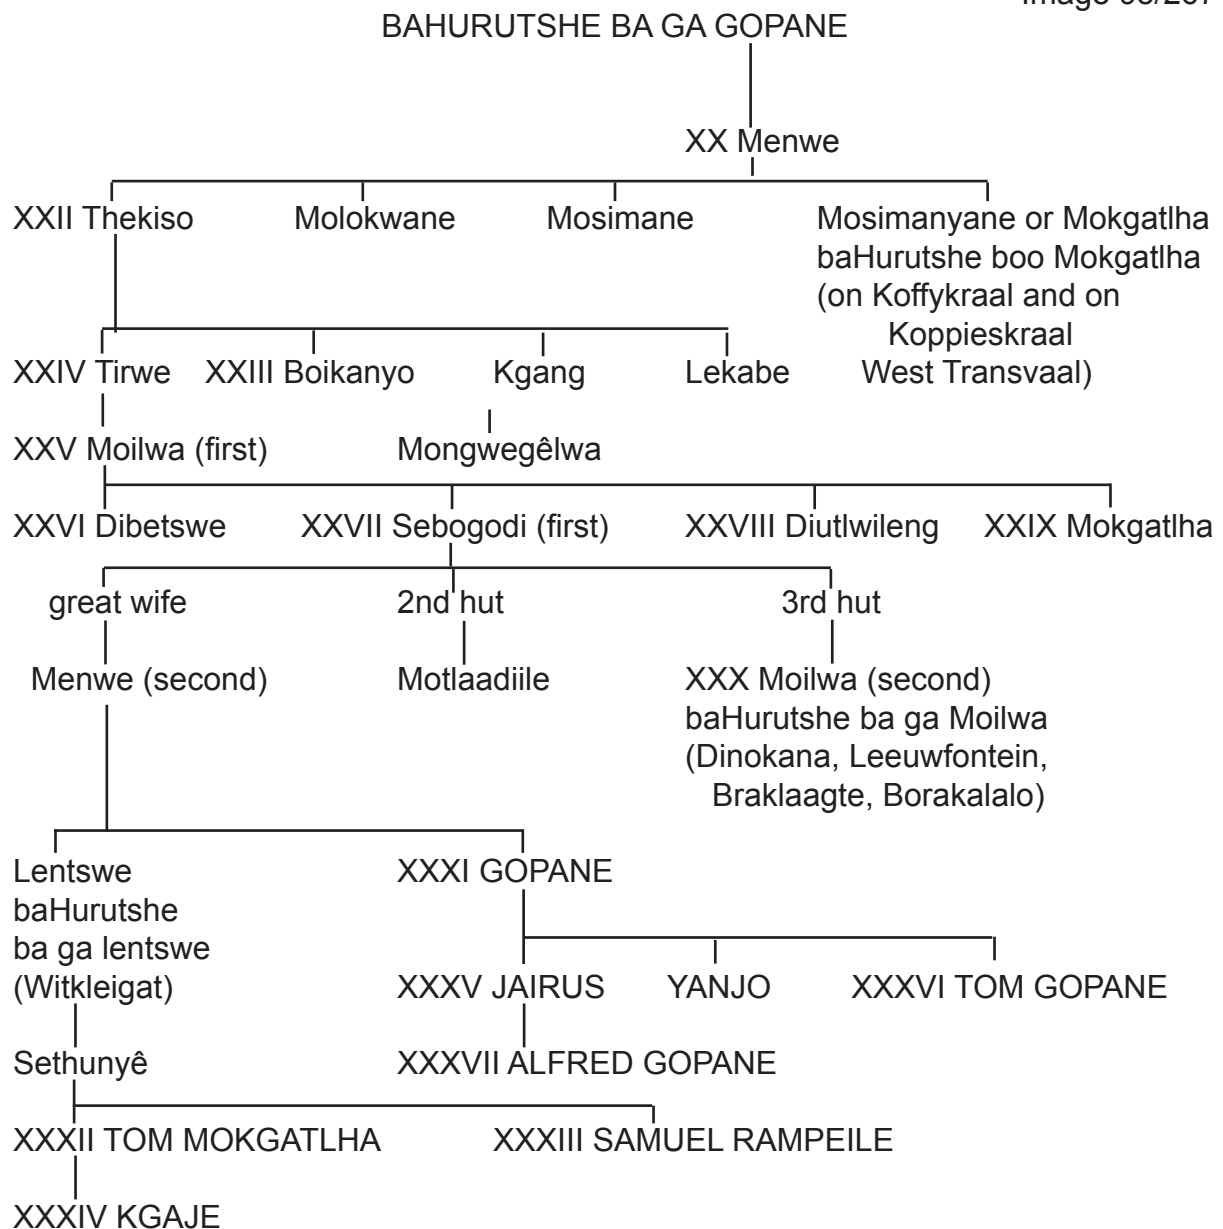 BAHURUTSHE BA GA GOPANE
XX Menwe
XXII Thekiso Molokwane Mosimane Mosimanyane or Mokgatlha
baHurutshe boo Mokgatlha
(on Koffykraal and on
Koppieskraal
West Transvaal)
XXIV Tirwe XXIII Boikanyo Kgang Lekabe
XXV Moilwa (first) Mongwegêlwa
XXVI Dibetswe XXVII Sebogodi (first) XXVIII Diutlwileng XXIX Mokgatlha
great wife 2nd hut 3rd hut
Menwe (second) Motlaadiile XXX Moilwa (second)
baHurutshe ba ga Moilwa
(Dinokana, Leeuwfontein,
Braklaagte, Borakalalo)
Lentswe XXXI GOPANE
baHurutshe
ba ga lentswe
(Witkleigat) XXXV JAIRUS YANJO XXXVI TOM GOPANE
Sethunyê XXXVII ALFRED GOPANE
XXXII TOM MOKGATLHA XXXIII SAMUEL RAMPEILE
XXXIV KGAJE